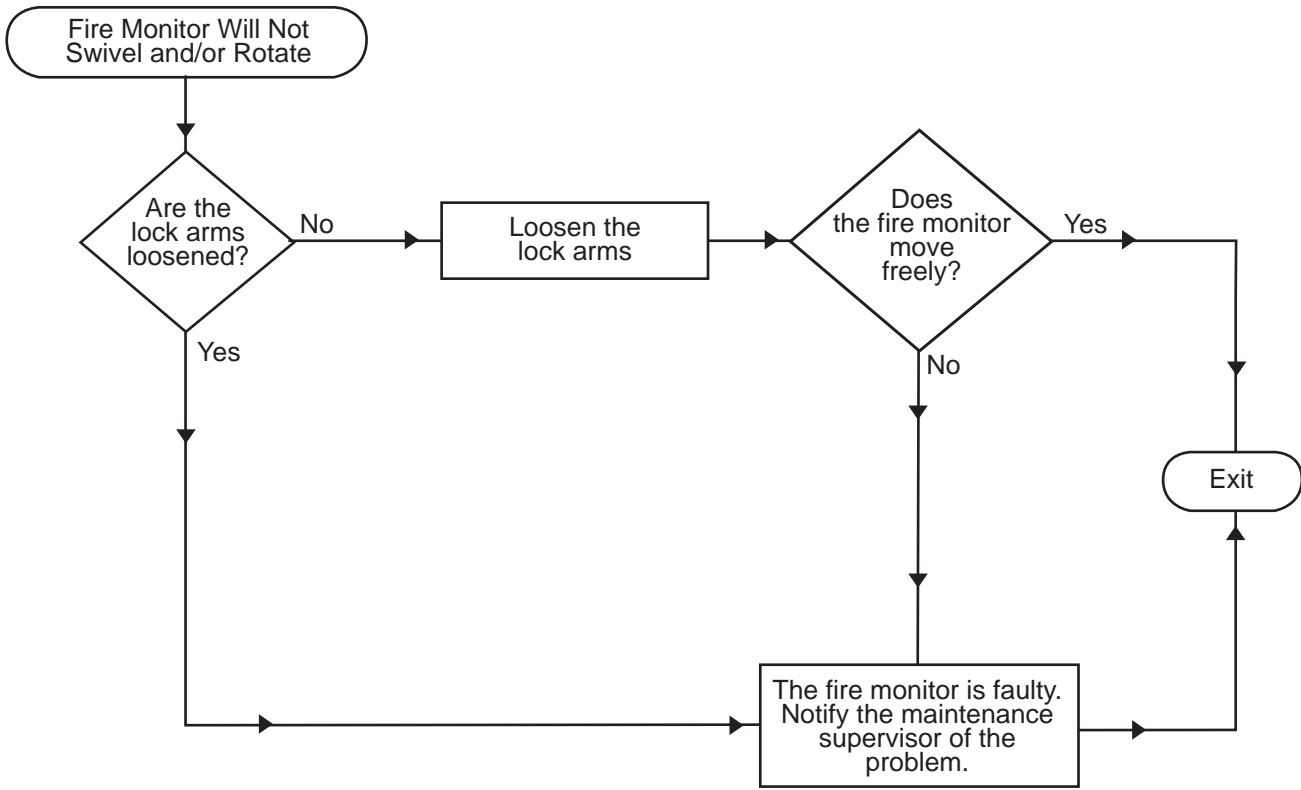 Fire Monitor Will Not
Swivel and/or Rotate
Are the
lock arms
loosened?
No
Loosen the
lock arms
Does
the fire monitor
move
freely?
Yes
Yes
No
Exit
The fire monitor is faulty.
Notify the maintenance
supervisor of the
problem.